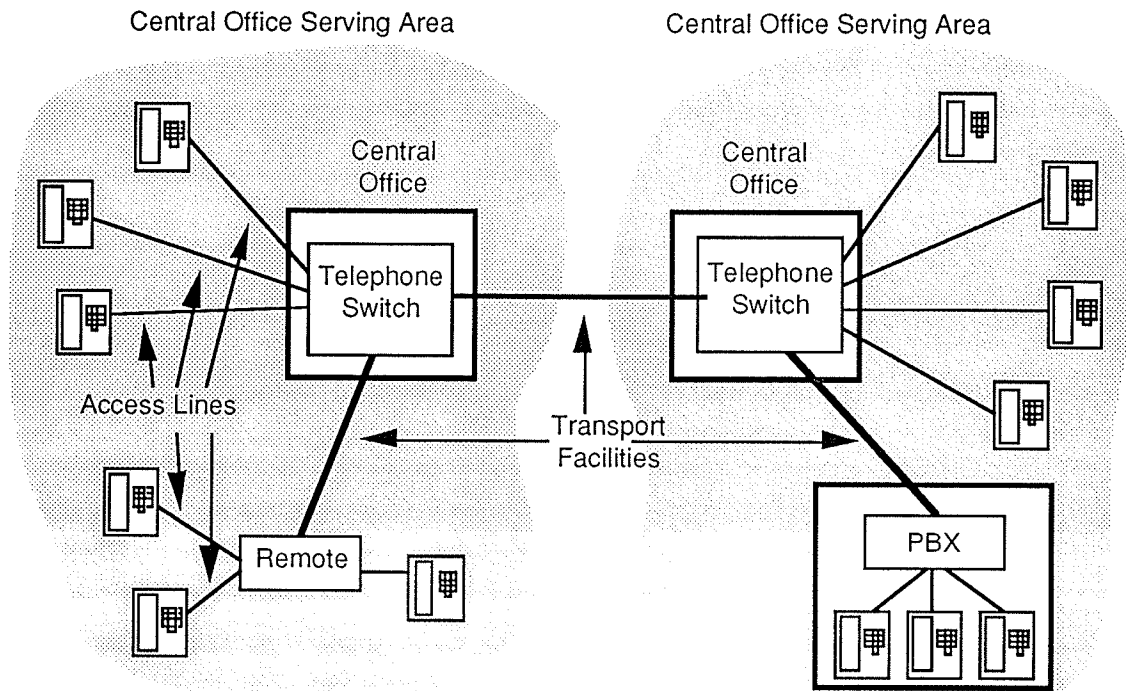 Central Office Serving Area
Central Office Serving Area
Central
Office
Central
Office
Telephone
Switch
Telephone
Switch
Access Lines
Transport
Facilities
Remote
PBX